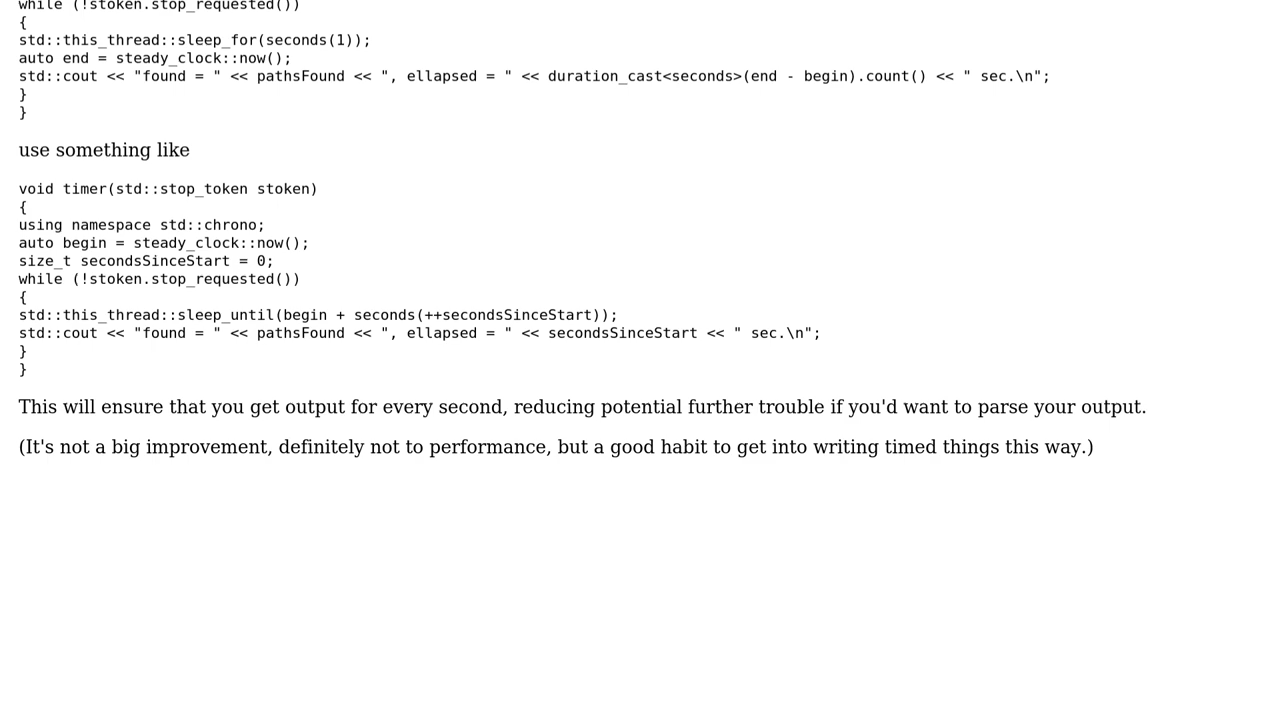 while (!stoken.stop_requested())
{
std::this_thread::sleep_for(seconds(1));
auto end = steady_clock::now();
std::cout << "found = " << pathsFound << ", ellapsed = " << duration_cast<seconds>(end - begin).count() << " sec.\n";
}
}
use something like
void timer(std::stop_token stoken)
{
using namespace std::chrono;
auto begin = steady_clock::now();
size_t secondsSinceStart = 0;
while (!stoken.stop_requested())
{
std::this_thread::sleep_until(begin + seconds(++secondsSinceStart));
std::cout << "found = " << pathsFound << ", ellapsed = " << secondsSinceStart << " sec.\n";
}
}
This will ensure that you get output for every second, reducing potential further trouble if you'd want to parse your output.
(It's not a big improvement, definitely not to performance, but a good habit to get into writing timed things this way.)